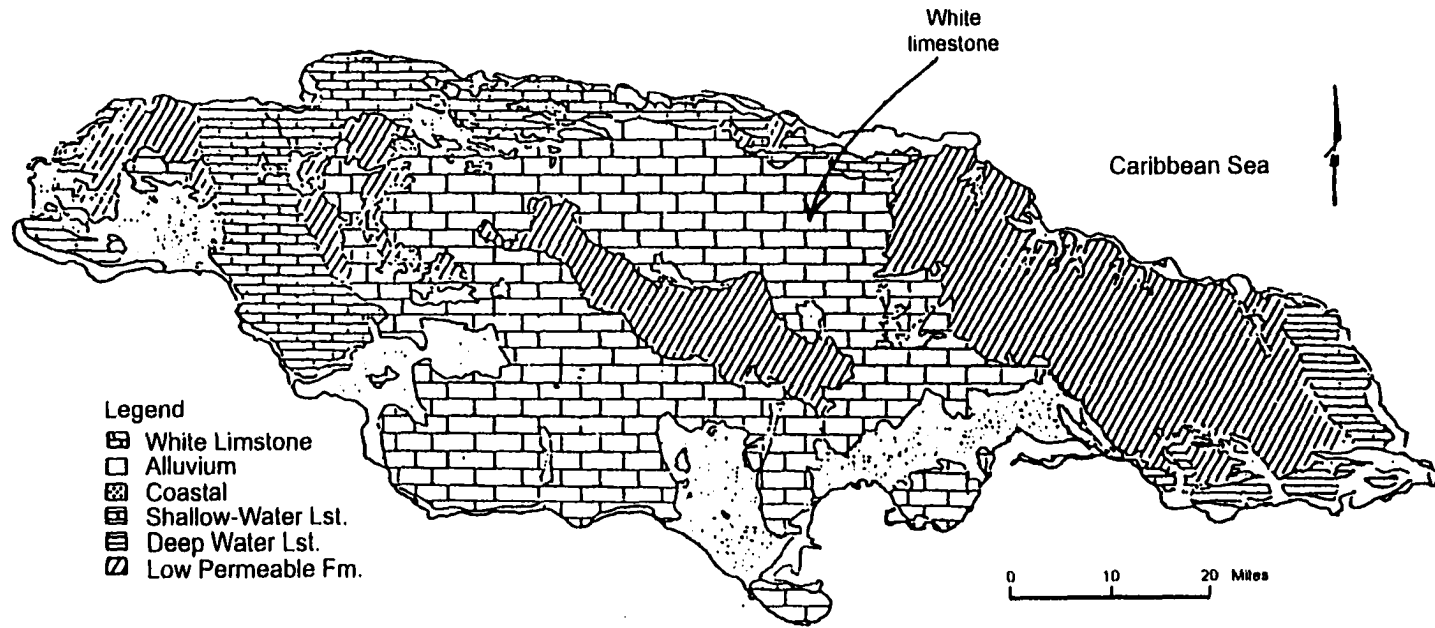 White
limestone
Caribbean Sea
Legend
White Limstone
Alluvium
Coastal
Shallow-Water Lst.
Deep Water Lst.
Low Permeable Fm.
0 10 20 Miles